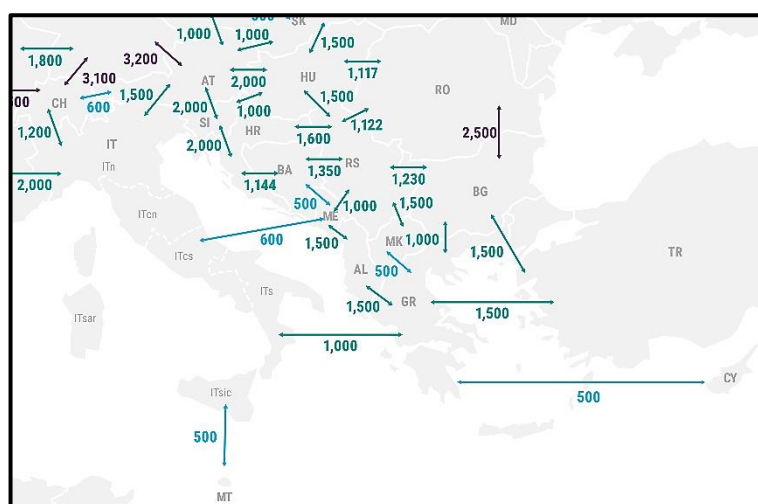 SK
MD
1,000
1,000
1,500
1,800
3,200
3,100
AT
2,000
HU
1,117
RO
CH
600
1,500
2,000
1,000
1,500
1,122
2,500
SI
HR
1,200
IT
2,000
1,600
ITn
BA
1,350
RS
1,230
2,000
1,144
500
1,000
1,500
BG
ITcn
ME
600
1,500
MK
1,000
1,500
TR
ITcs
AL
500
ITs
1,500
GR
1,500
ITsar
1,000
CY
ITsic
500
500
MT